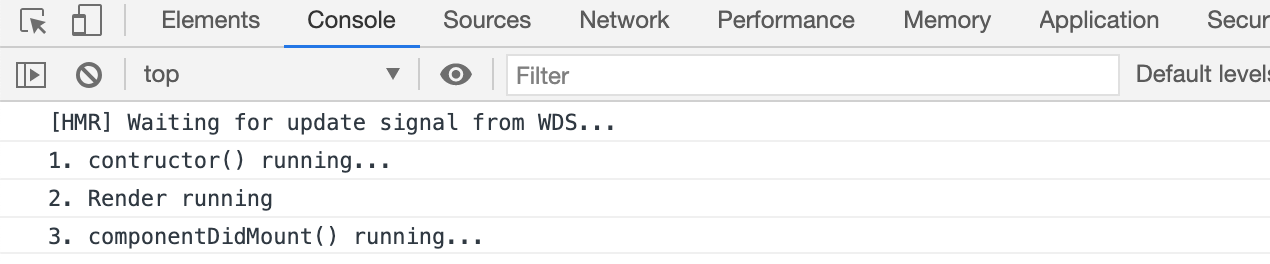 Elements Console Sources Network Performance Memory Application Secur
top Filter Default levels
[HMR] Waiting for update signal from WDS...
1. contructor() running...
2. Render running
3. componentDidMount() running...